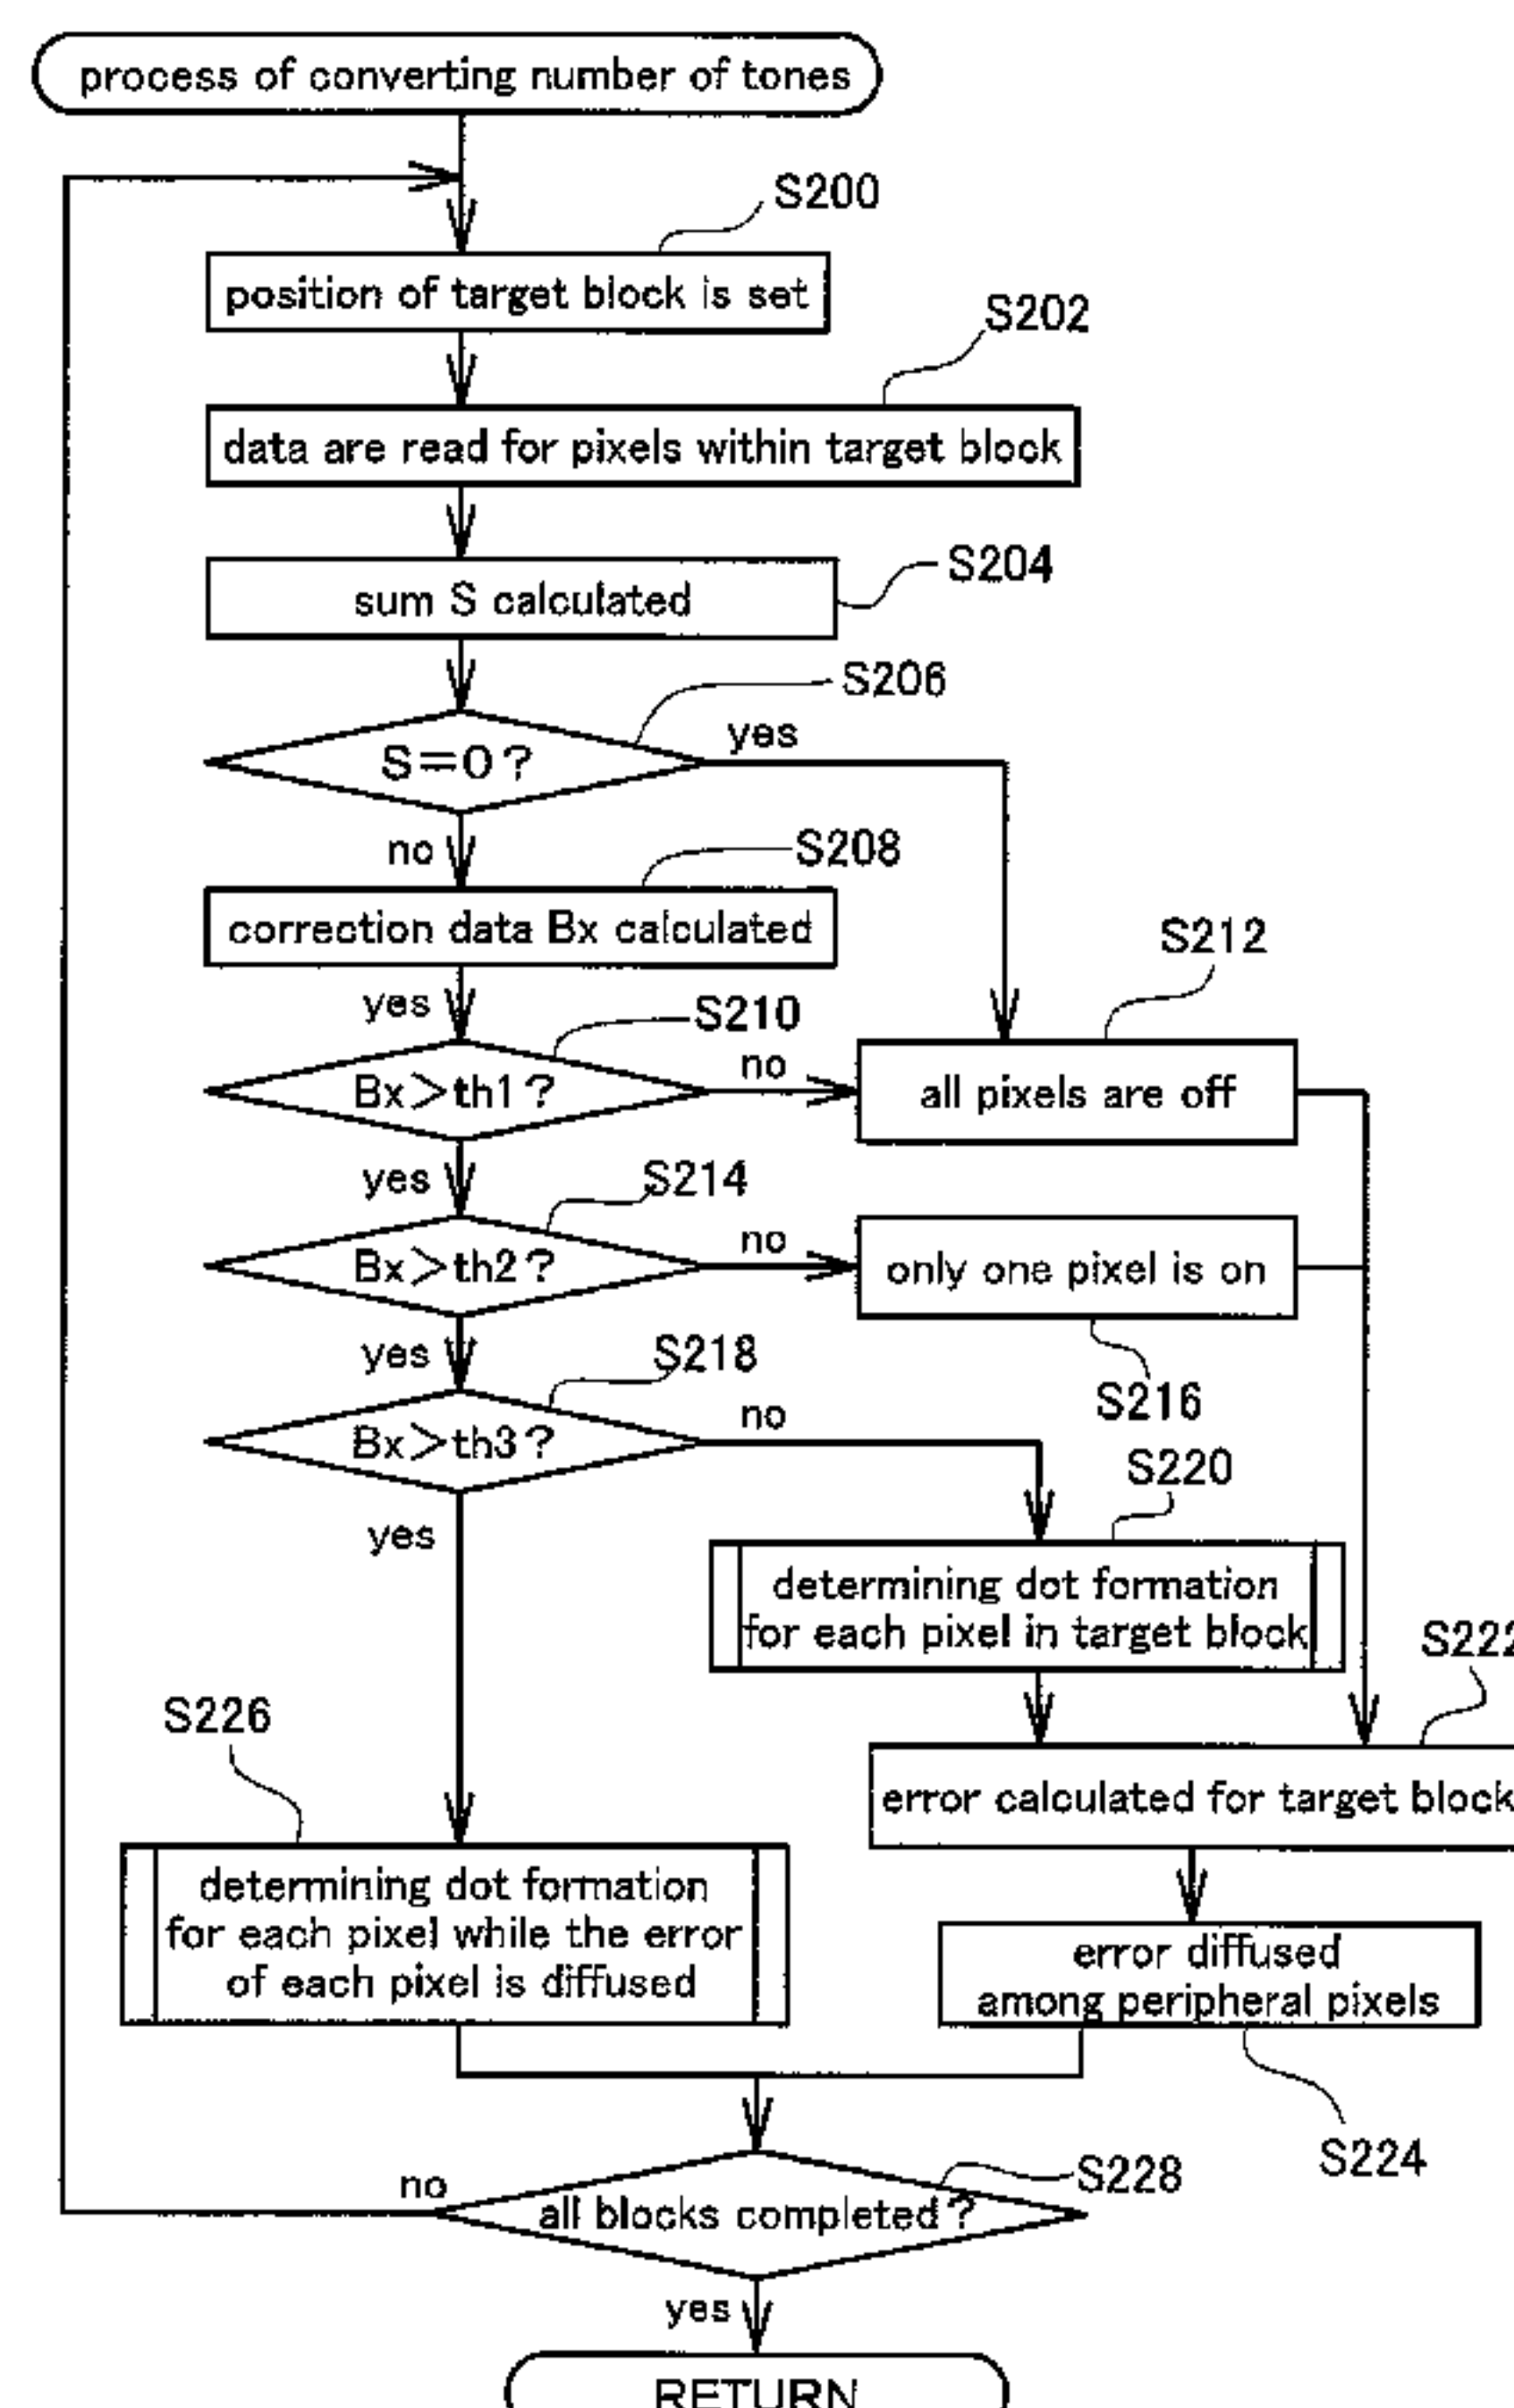 process of converting number of tones
S200
position of target block is set
S202
data are read for pixels within target block
S204
sum S calculated
S206
S=0?
yes
no
S208
correction data Bx calculated
S212
yes
S210
Bx>th1?
no
all pixels are off
yes
S214
Bx>th2?
no
only one pixel is on
S216
yes
S218
Bx>th3?
no
S220
yes
determining dot formation
for each pixel in target block
S222
S226
error calculated for target block
determining dot formation
for each pixel while the error
of each pixel is diffused
error diffused
among peripheral pixels
S224
S228
no
all blocks completed?
yes
RETURN